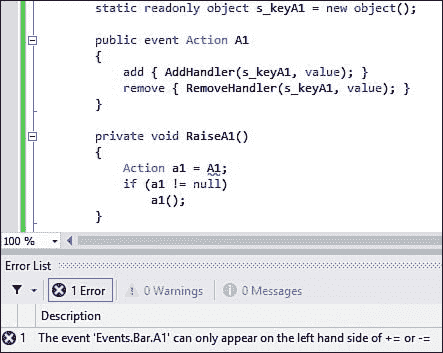 static readonly object s_keyA1 = new object();
public event Action A1
{
add { AddHandler(s_keyA1, value); }
remove { RemoveHandler(s_keyA1, value); }
}
private void RaiseA1()
{
Action a1 = A1;
if (a1 != null)
a1();
}
100 %
Error List
1 Error 0 Warnings 0 Messages
Description
1 The event 'Events.Bar.A1' can only appear on the left hand side of += or -=